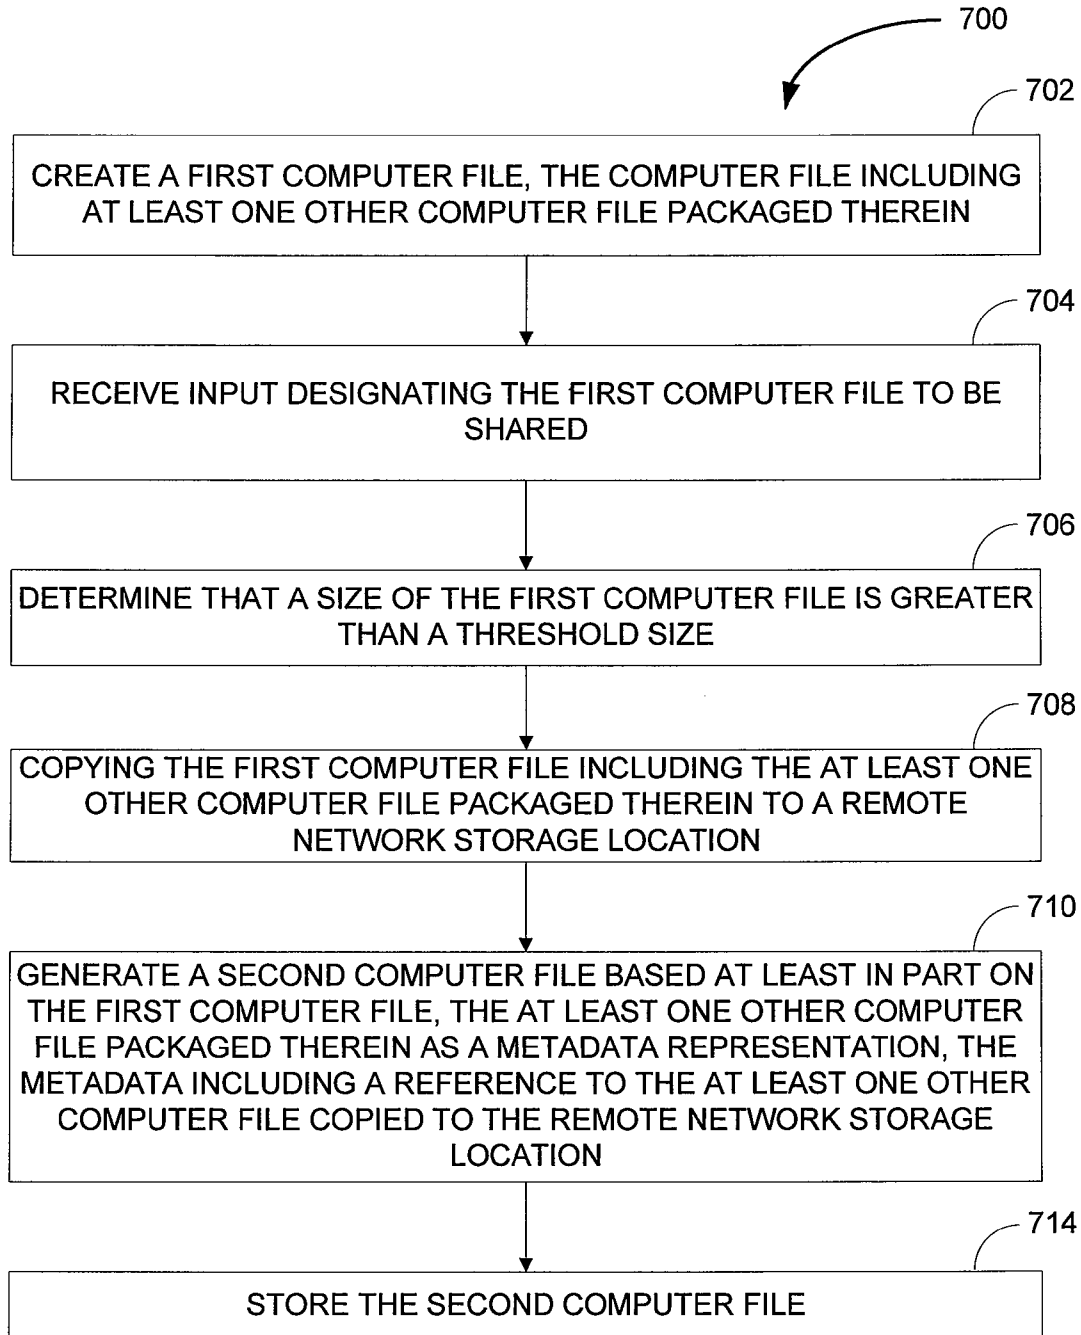 700
702
CREATE A FIRST COMPUTER FILE, THE COMPUTER FILE INCLUDING
AT LEAST ONE OTHER COMPUTER FILE PACKAGED THEREIN
704
RECEIVE INPUT DESIGNATING THE FIRST COMPUTER FILE TO BE
SHARED
706
DETERMINE THAT A SIZE OF THE FIRST COMPUTER FILE IS GREATER
THAN A THRESHOLD SIZE
708
COPYING THE FIRST COMPUTER FILE INCLUDING THE AT LEAST ONE
OTHER COMPUTER FILE PACKAGED THEREIN TO A REMOTE
NETWORK STORAGE LOCATION
710
GENERATE A SECOND COMPUTER FILE BASED AT LEAST IN PART ON
THE FIRST COMPUTER FILE, THE AT LEAST ONE OTHER COMPUTER
FILE PACKAGED THEREIN AS A METADATA REPRESENTATION, THE
METADATA INCLUDING A REFERENCE TO THE AT LEAST ONE OTHER
COMPUTER FILE COPIED TO THE REMOTE NETWORK STORAGE
LOCATION
714
STORE THE SECOND COMPUTER FILE